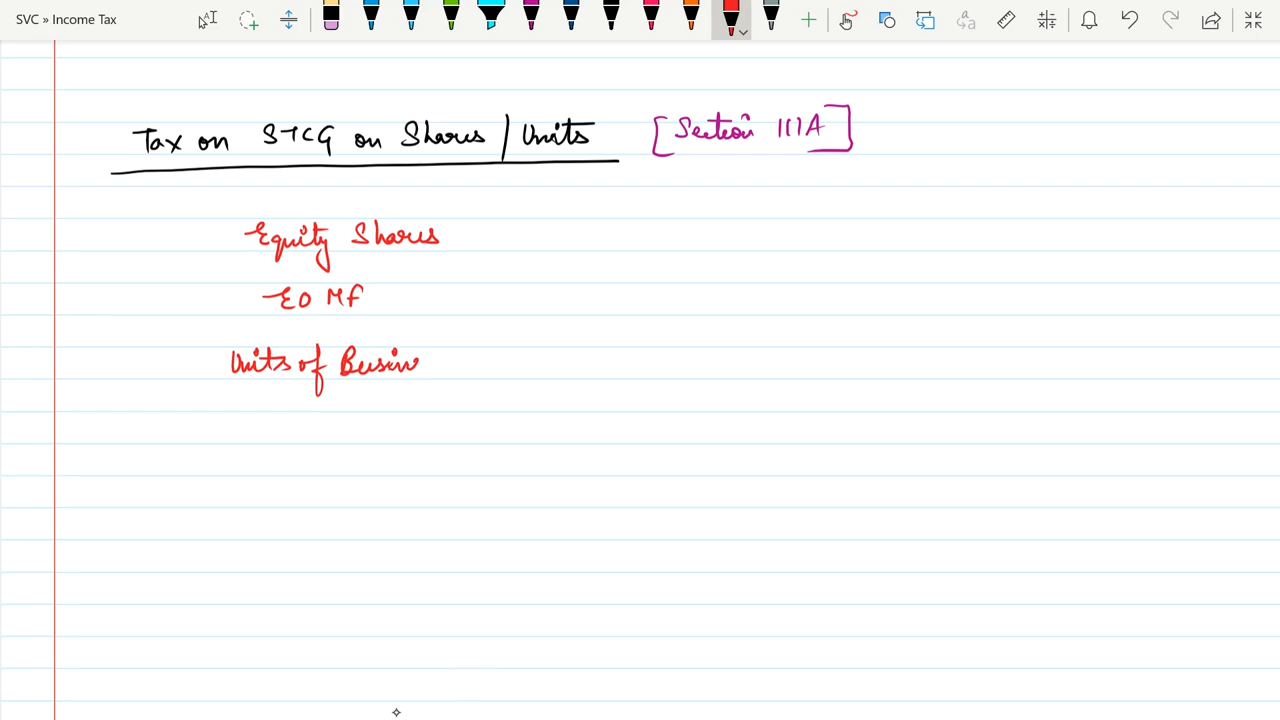 SVC » Income Tax
Tax on STCG on Shares / Units [Section 111A]
Equity Shares
EO MF
Units of Busin